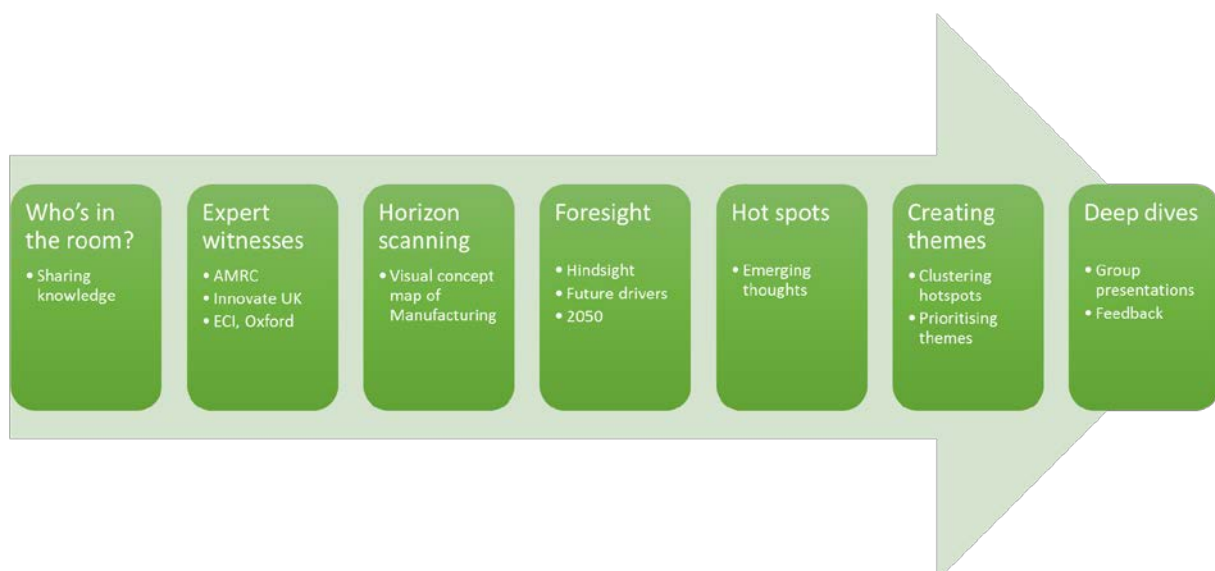 Who's in
the room?
• Sharing
knowledge
Expert
witnesses
• AMRC
• Innovate UK
• ECI, Oxford
Horizon
scanning
• Visual concept
map of
Manufacturing
Foresight
• Hindsight
• Future drivers
• 2050
Hot spots
• Emerging
thoughts
Creating
themes
• Clustering
hotspots
• Prioritising
themes
Deep dives
• Group
presentations
• Feedback